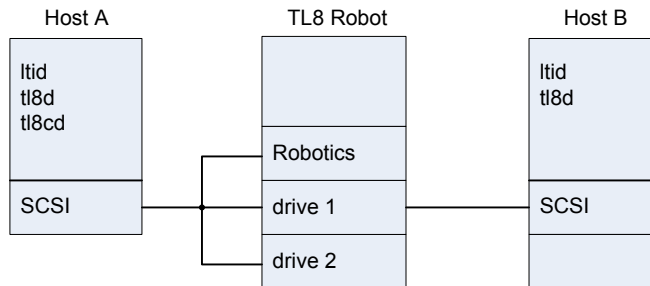 Host A
TL8 Robot
Host B
ltid
tl8d
tl8cd
SCSI
Robotics
drive 1
drive 2
ltid
tl8d
SCSI